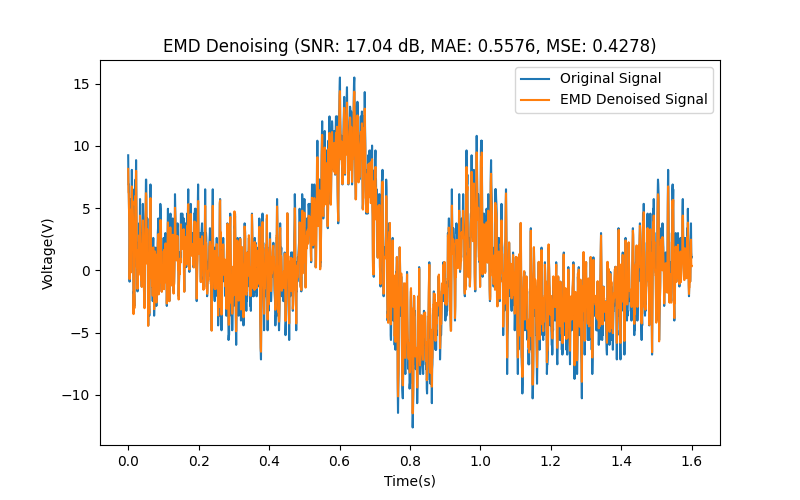 EMD Denoising (SNR: 17.04 dB, MAE: 0.5576, MSE: 0.4278)
Original Signal
EMD Denoised Signal
15
10
5
0
−5
−10
Voltage(V)
0.0 0.2 0.4 0.6 0.8 1.0 1.2 1.4 1.6
Time(s)